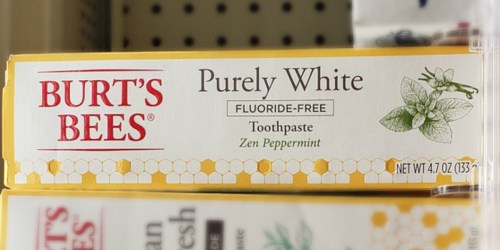 BURT'S
BEES®
Purely White
FLUORIDE-FREE
Toothpaste
Zen Peppermint
NET WT 4.7 OZ (133